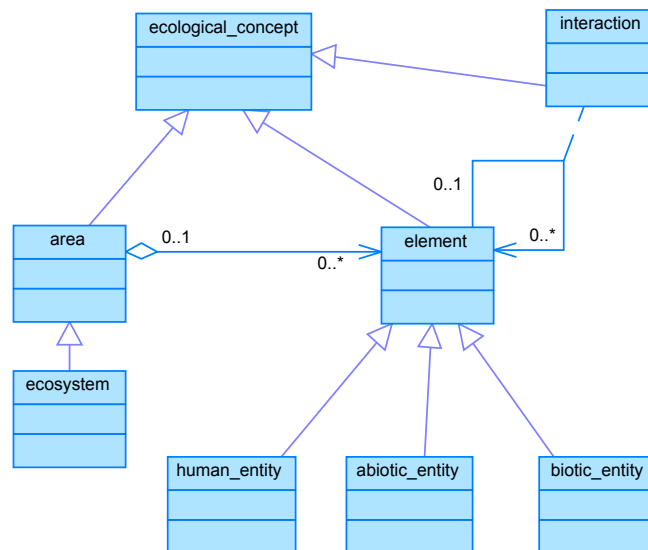 ecological_concept
interaction
0..1
area
0..1
element
0..*
0..*
ecosystem
human_entity
abiotic_entity
biotic_entity